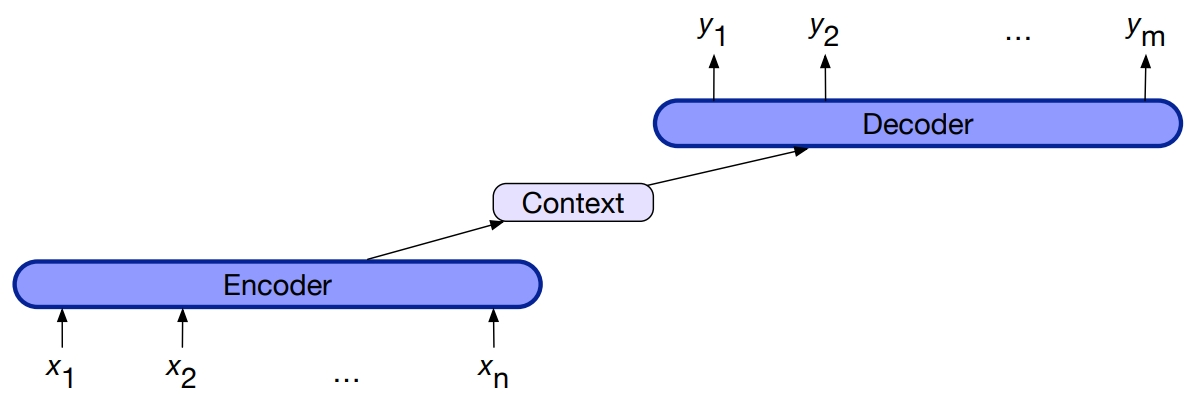 y1 y2 ... ym
Decoder
Context
Encoder
x1 x2 ... xn